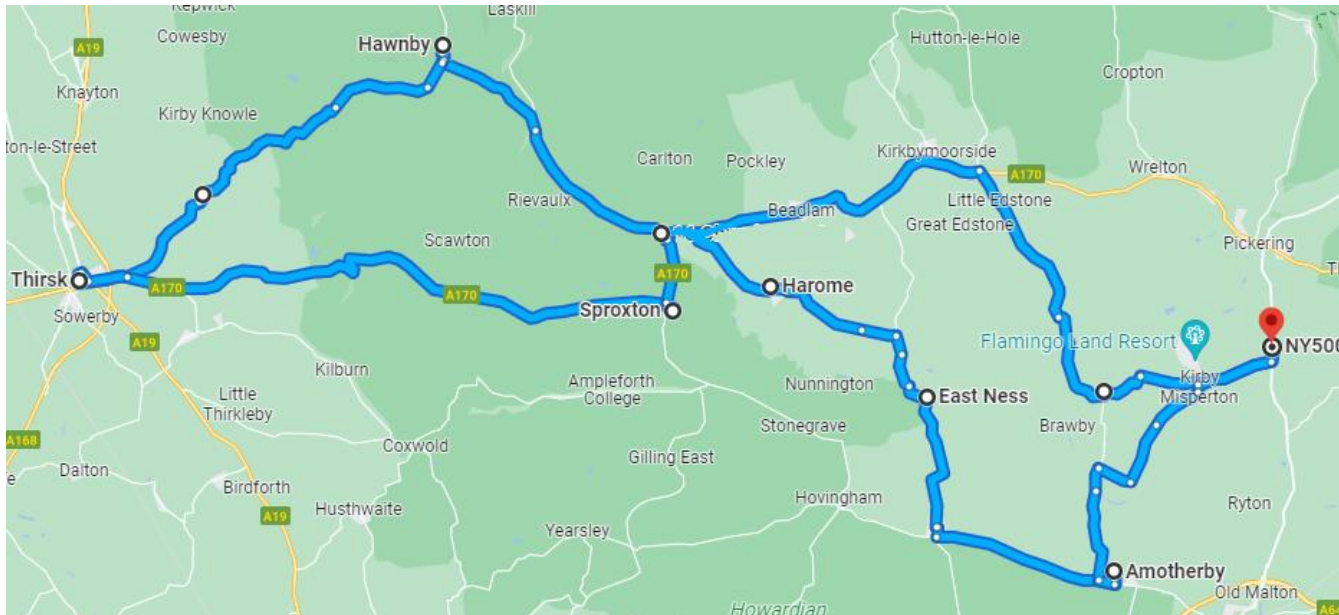 Kepwick
Laskill
Cowesby
A19
Hawnby
Hutton-le-Hole
Cropton
Knayton
Kirby Knowle
ton-le-Street
Carlton
Pockley
Kirkbymoorside
A170
Wrelton
Rievaulx
Beadlam
Little Edstone
Great Edstone
Scawton
Pickering
Thirsk
A170
A170
A170
Harome
Sowerby
Sproxton
A19
Flamingo Land Resort
NY500
Kilburn
Kirby
Misperton
Ampleforth
College
Nunnington
East Ness
Little
Thirkleby
Stonegrave
Brawby
A168
Coxwold
Gilling East
Dalton
Birdforth
Hovingham
Ryton
A19
Husthwaite
Yearsley
Amotherby
Old Malton
Howardian
A64